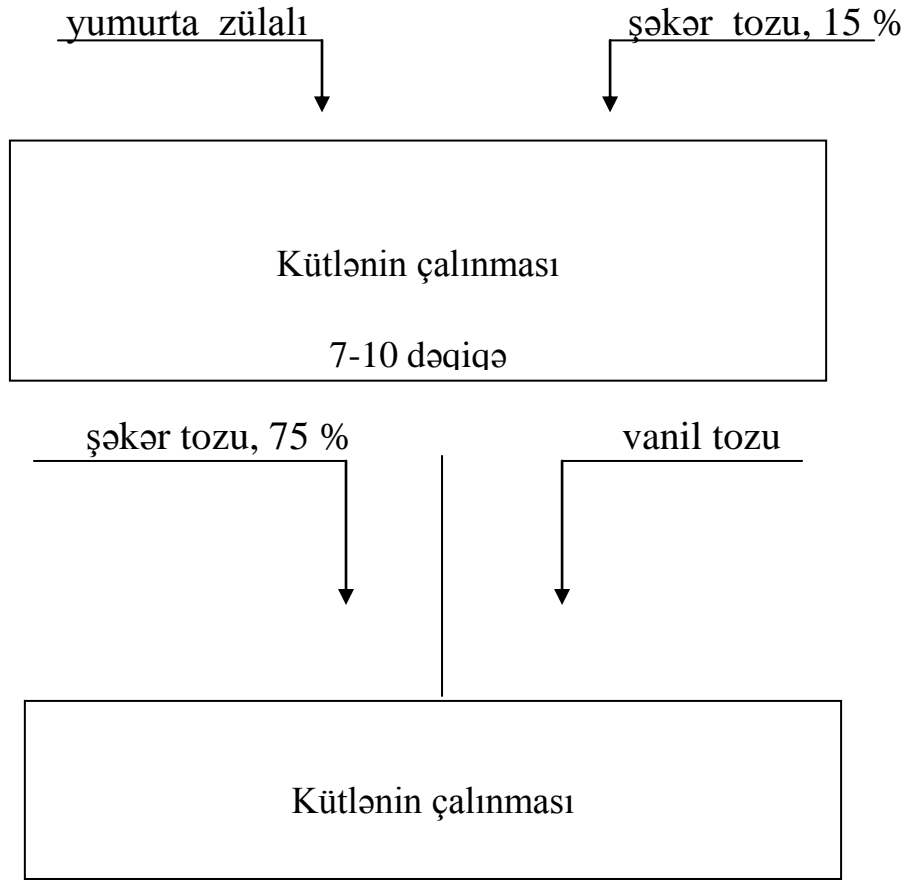 yumurta zülalı
şəkər tozu, 15 %
Kütlənin çalınması
7-10 dəqiqə
şəkər tozu, 75 %
vanil tozu
Kütlənin çalınması